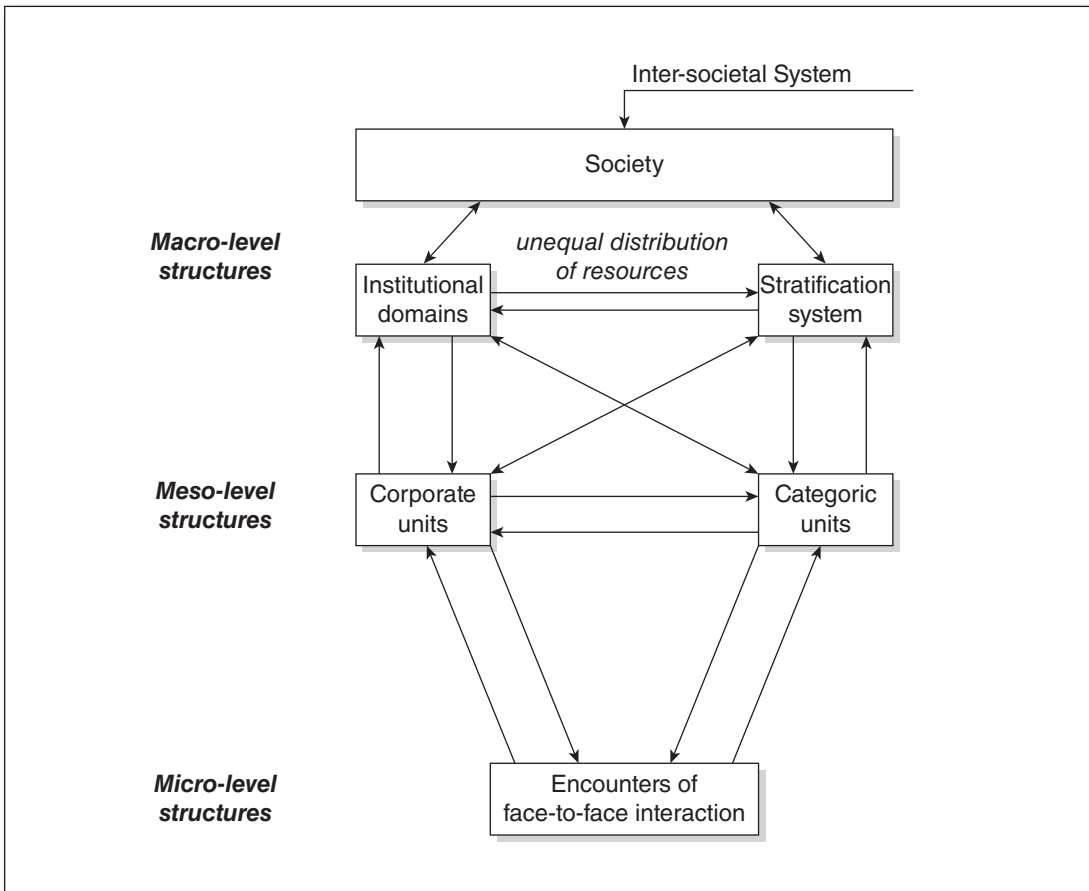 Inter-societal System
Society
Macro-level
structures
unequal distribution
of resources
Institutional
domains
Stratification
system
Meso-level
structures
Corporate
units
Categoric
units
Micro-level
structures
Encounters of
face-to-face interaction